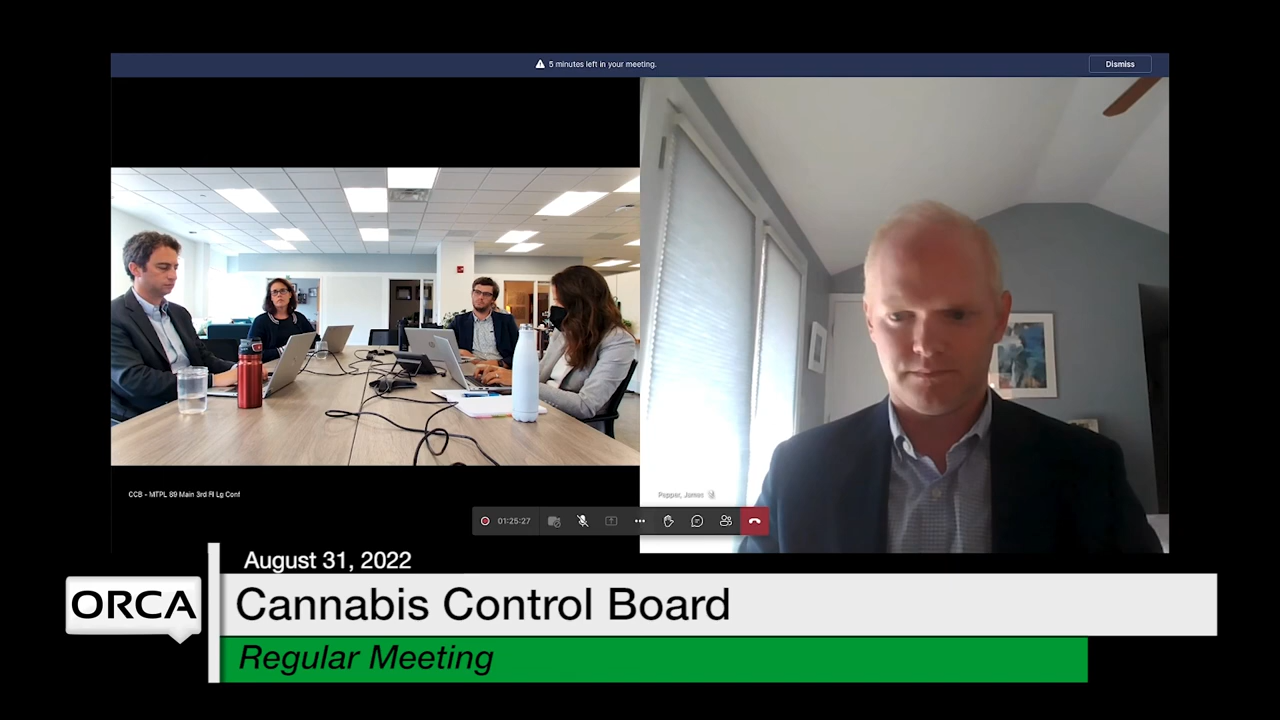 5 minutes left in your meeting.
Dismiss
CCB - MTPL 89 Main 3rd Fl Lg Conf
Pepper, James
01:25:27
August 31, 2022
ORCA
Cannabis Control Board
Regular Meeting